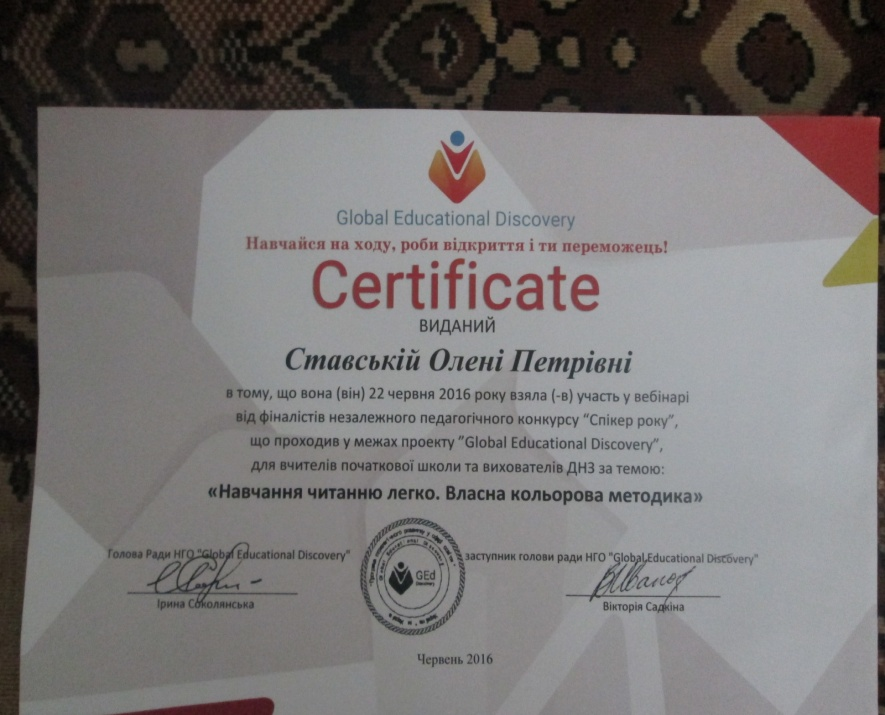 Global Educational Discovery
Навчайся на ходу, роби відкриття і ти переможець!
Certificate
ВИДАНИЙ
Ставській Олені Петрівні
в тому, що вона (він) 22 червня 2016 року взяла (-в) участь у вебінарі
від фіналістів незалежного педагогічного конкурсу “Спікер року”,
що проходив у межах проекту “Global Educational Discovery”,
для вчителів початкової школи та вихователів ДНЗ за темою:
«Навчання читанню легко. Власна кольорова методика»
Голова Ради НГО "Global Educational Discovery"
заступник голови ради НГО "Global Educational Discovery"
GEd
Discovery
Ірина Соколянська
Вікторія Садкіна
Червень 2016